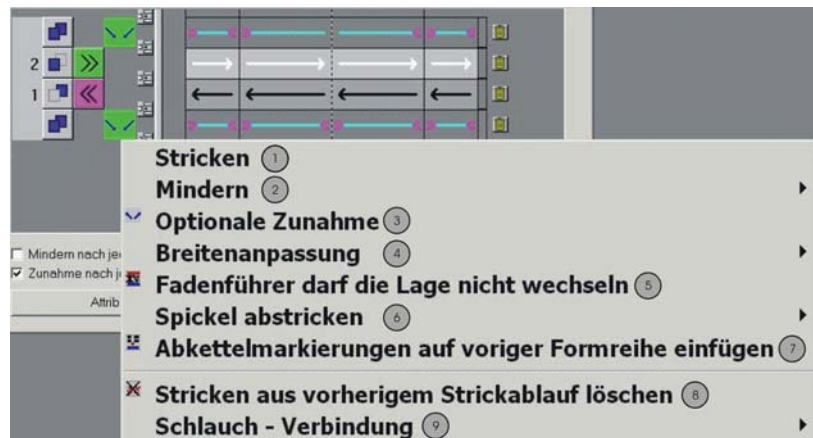 2
1
Stricken 1
Mindern 2
Optionale Zunahme 3
Breitenanpassung 4
Mindern nach je
Fadenführer darf die Lage nicht wechseln 5
Zunahme nach j
Attrib
Spickel abstricken 6
Abkettelmarkierungen auf voriger Formreihe einfügen 7
Stricken aus vorherigem Strickablauf löschen 8
Schlauch - Verbindung 9